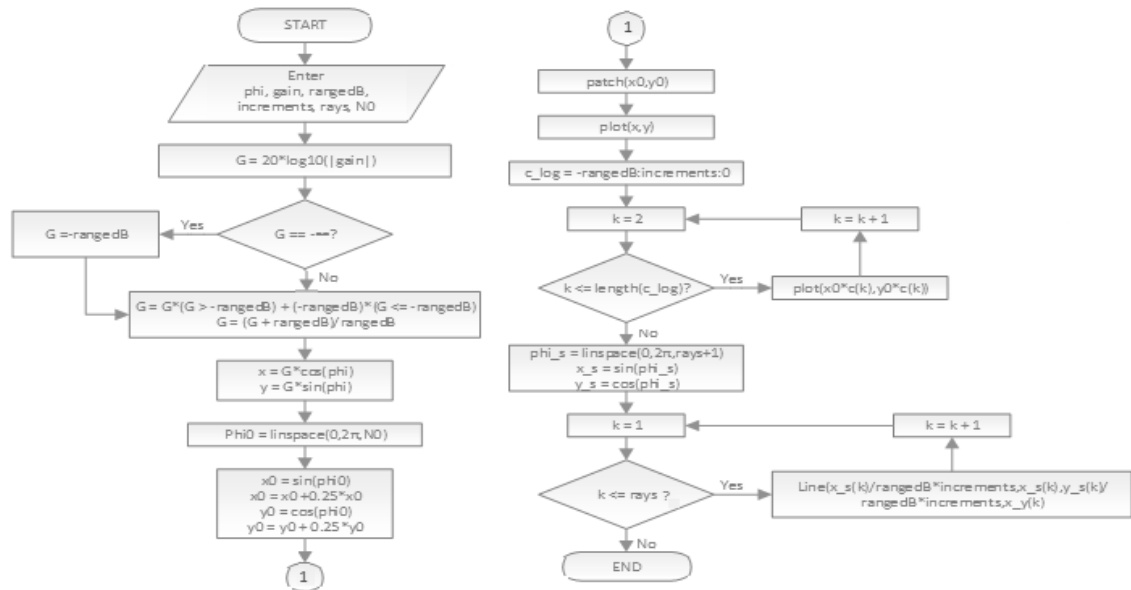 START
Enter
phi, gain, rangedB,
increments, rays, N0
G = 20*log10(|gain|)
G == -∞?
Yes
G =-rangedB
No
G = G*(G > -rangedB) + (-rangedB)*(G <= -rangedB)
G = (G + rangedB)/rangedB
x = G*cos(phi)
y = G*sin(phi)
Phi0 = linspace(0,2π,N0)
x0 = sin(phi0)
x0 = x0 +0.25*x0
y0 = cos(phi0)
y0 = y0 + 0.25*y0
1
1
patch(x0,y0)
plot(x,y)
c_log = -rangedB:increments:0
k = 2
k = k + 1
k <= length(c_log)?
Yes
plot(x0*c(k),y0*c(k))
No
phi_s = linspace(0,2π,rays+1)
x_s = sin(phi_s)
y_s = cos(phi_s)
k = 1
k = k + 1
k <= rays ?
Yes
Line(x_s(k)/rangedB*increments,x_s(k),y_s(k)/
rangedB*increments,x_y(k)
No
END